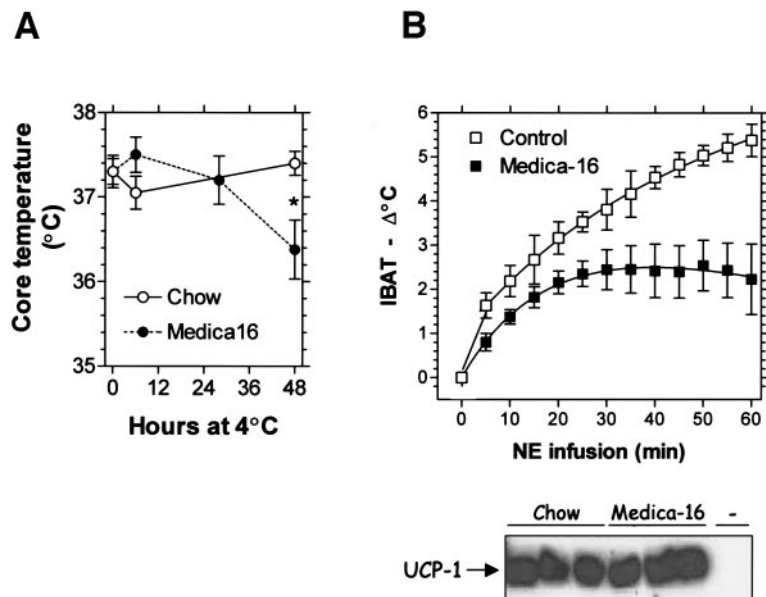 A
Core temperature
(°C)
38
37
36
35
*
Chow
Medica16
0
12
24
36
48
Hours at 4°C
B
IBAT - Δ°C
6
5
4
3
2
1
0
Control
Medica-16
0
10
20
30
40
50
60
NE infusion (min)
Chow
Medica-16
-
UCP-1